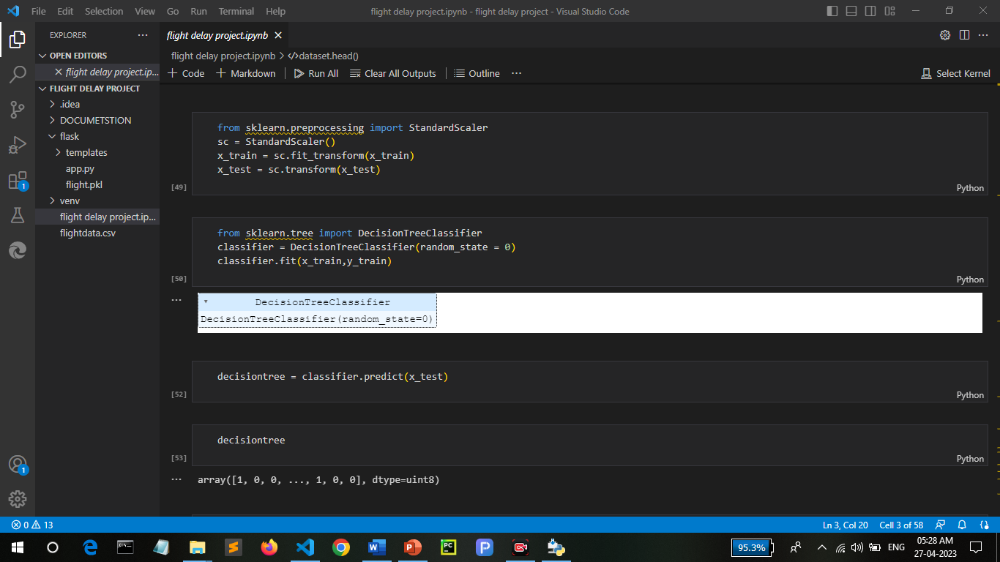 File Edit Selection View Go Run Terminal Help
flight delay project.ipynb - flight delay project - Visual Studio Code
EXPLORER
OPEN EDITORS
flight delay project.ip...
FLIGHT DELAY PROJECT
.idea
DOCUMETSTION
flask
templates
app.py
flight.pkl
venv
flight delay project.ip...
flightdata.csv
1
1
flight delay project.ipynb
flight delay project.ipynb > dataset.head()
+ Code + Markdown Run All Clear All Outputs Outline ...
Select Kernel
from sklearn.preprocessing import StandardScaler
sc = StandardScaler()
x_train = sc.fit_transform(x_train)
x_test = sc.transform(x_test)
[49]
Python
from sklearn.tree import DecisionTreeClassifier
classifier = DecisionTreeClassifier(random_state = 0)
classifier.fit(x_train,y_train)
[50]
Python
...
DecisionTreeClassifier
DecisionTreeClassifier(random_state=0)
decisiontree = classifier.predict(x_test)
[52]
Python
decisiontree
[53]
Python
...
array([1, 0, 0, ..., 1, 0, 0], dtype=uint8)
0 13
Ln 3, Col 20 Cell 3 of 58
95.3%
ENG
05:28 AM
27-04-2023